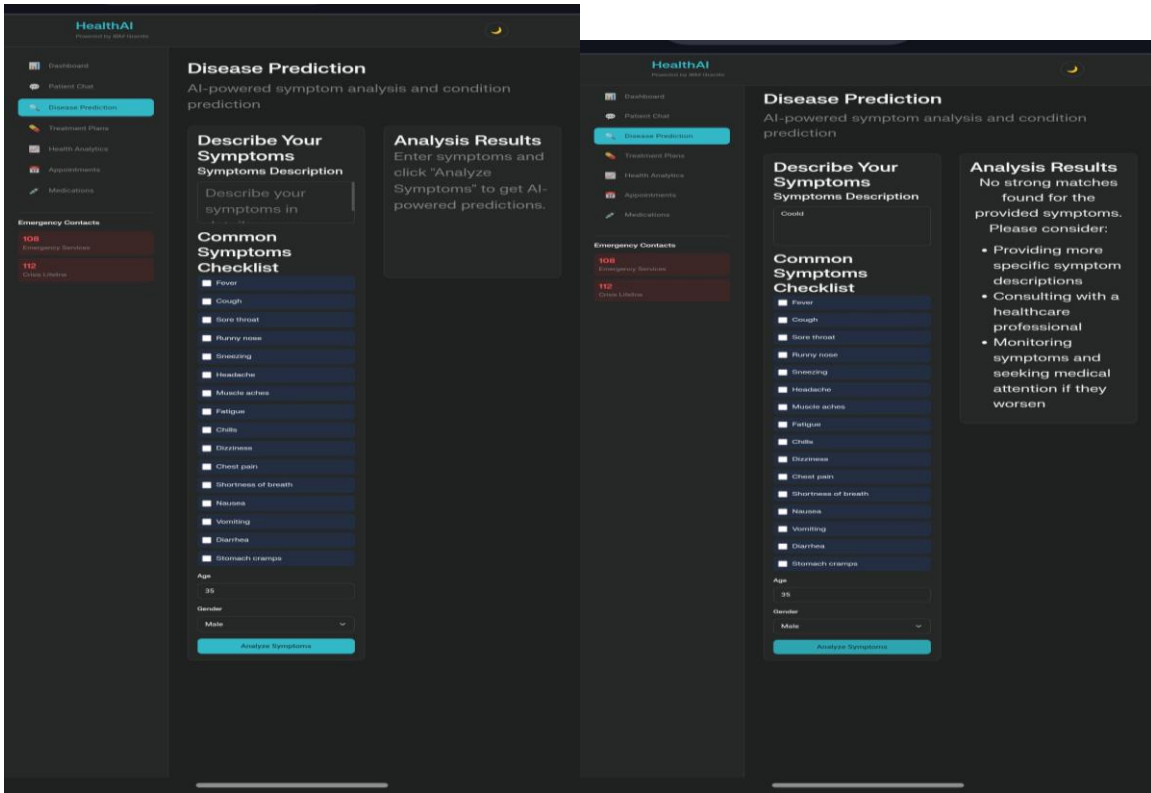 HealthAI
Powered by IBM Granite
Dashboard
Patient Chat
Disease Prediction
Treatment Plans
Health Analytics
Appointments
Medications
Emergency Contacts
108
Emergency Services
112
Crisis Lifeline
Disease Prediction
AI-powered symptom analysis and condition
prediction
Describe Your
Symptoms
Symptoms Description
Describe your
symptoms in
Common
Symptoms
Checklist
Fever
Cough
Sore throat
Runny nose
Sneezing
Headache
Muscle aches
Fatigue
Chills
Dizziness
Chest pain
Shortness of breath
Nausea
Vomiting
Diarrhea
Stomach cramps
Age
35
Gender
Male
Analyze Symptoms
Analysis Results
Enter symptoms and
click "Analyze
Symptoms" to get AI-
powered predictions.
HealthAI
Powered by IBM Granite
Dashboard
Patient Chat
Disease Prediction
Treatment Plans
Health Analytics
Appointments
Medications
Emergency Contacts
108
Emergency Services
112
Crisis Lifeline
Disease Prediction
AI-powered symptom analysis and condition
prediction
Describe Your
Symptoms
Symptoms Description
Coold
Common
Symptoms
Checklist
Fever
Cough
Sore throat
Runny nose
Sneezing
Headache
Muscle aches
Fatigue
Chills
Dizziness
Chest pain
Shortness of breath
Nausea
Vomiting
Diarrhea
Stomach cramps
Age
35
Gender
Male
Analyze Symptoms
Analysis Results
No strong matches
found for the
provided symptoms.
Please consider:
• Providing more
specific symptom
descriptions
• Consulting with a
healthcare
professional
• Monitoring
symptoms and
seeking medical
attention if they
worsen